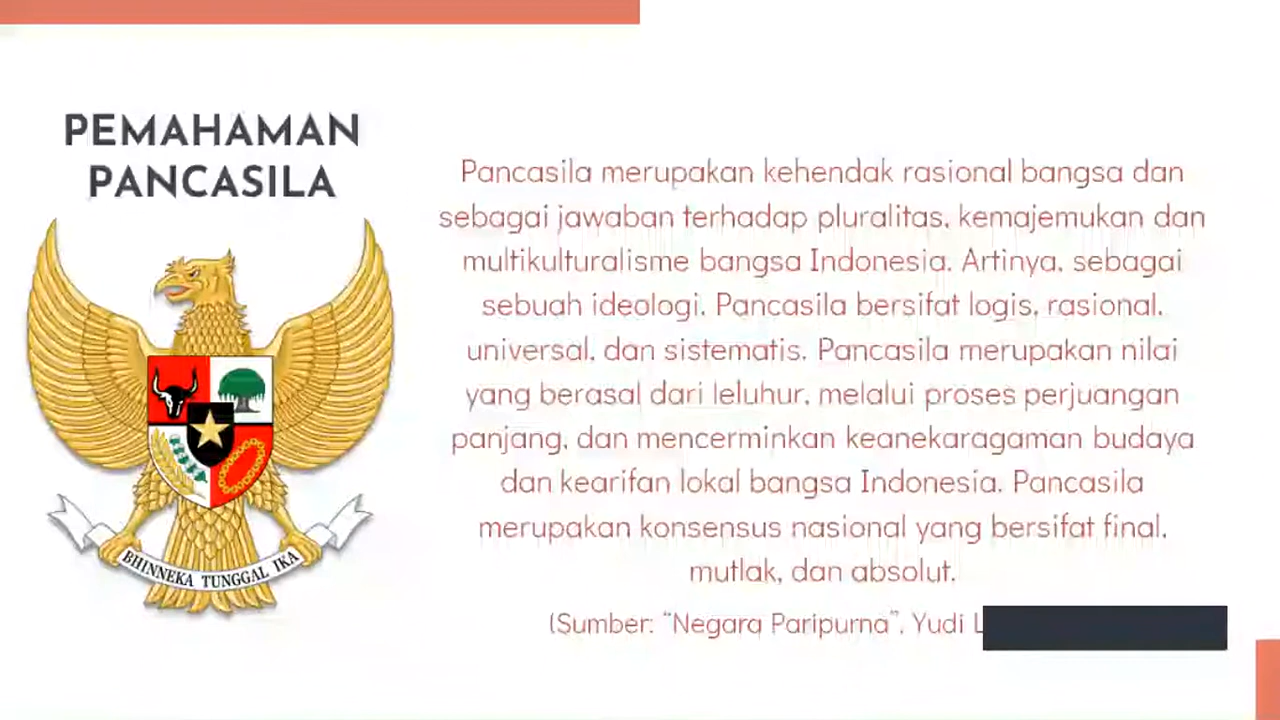 PEMAHAMAN
PANCASILA
Pancasila merupakan kehendak rasional bangsa dan
sebagai jawaban terhadap pluralitas, kemajemukan dan
multikulturalisme bangsa Indonesia. Artinya, sebagai
sebuah ideologi, Pancasila bersifat logis, rasional,
universal, dan sistematis. Pancasila merupakan nilai
yang berasal dari leluhur, melalui proses perjuangan
panjang, dan mencerminkan keanekaragaman budaya
dan kearifan lokal bangsa Indonesia. Pancasila
merupakan konsensus nasional yang bersifat final,
mutlak, dan absolut.
(Sumber: "Negara Paripurna", Yudi
BHINNEKA TUNGGAL IKA